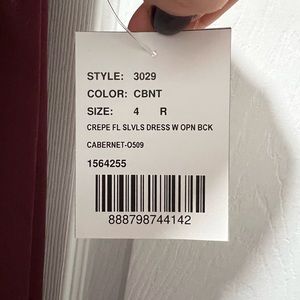 STYLE: 3029
COLOR: CBNT
SIZE: 4 R
CREPE FL SLVLS DRESS W OPN BCK
CABERNET-O509
1564255
888798744142